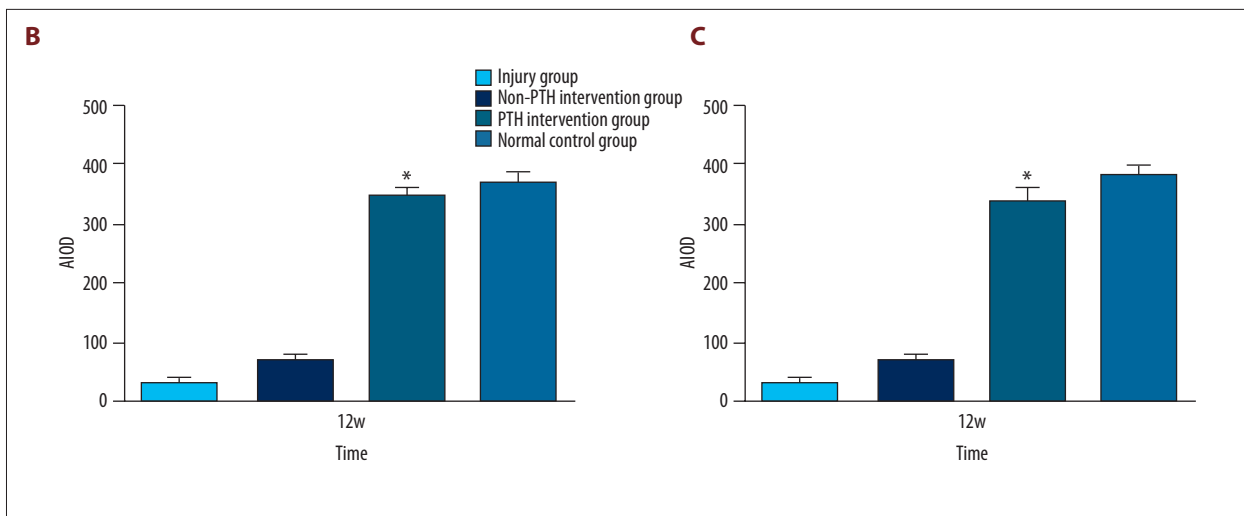 B
Injury group
Non-PTH intervention group
PTH intervention group
Normal control group
500
400
300
200
100
0
AIOD
*
12w
Time
C
500
400
300
200
100
0
AIOD
*
12w
Time